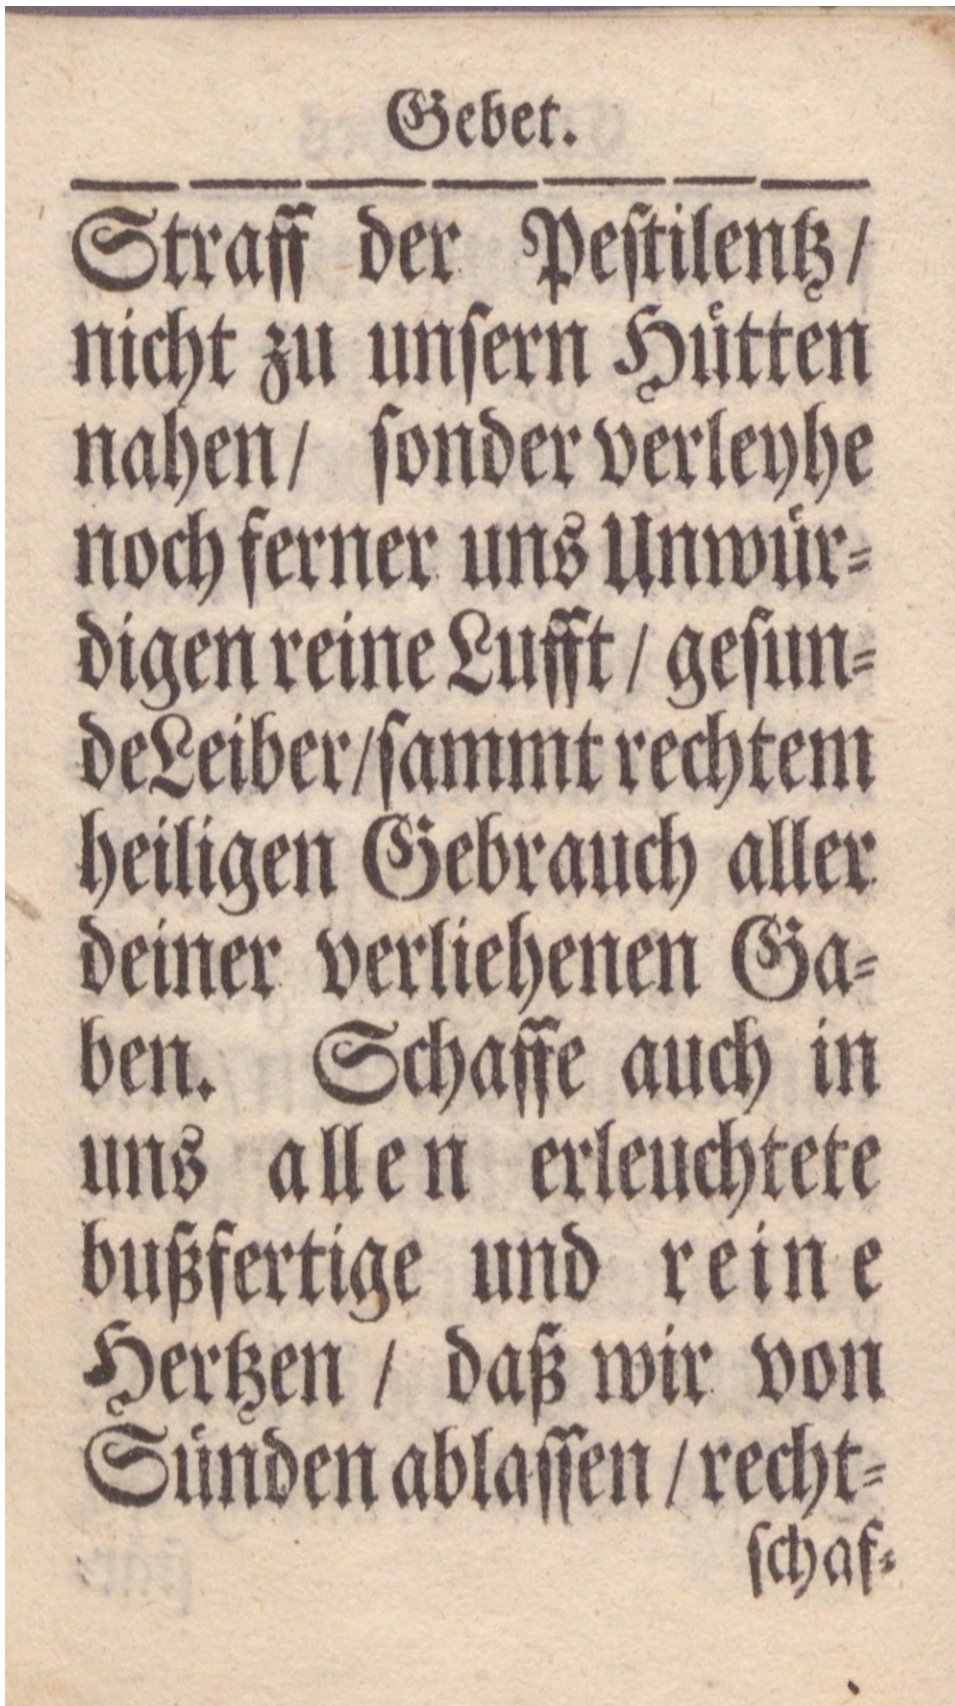 Gebet.
Straff der Pestilentz/
nicht zu unsern Hütten
nahen/ sonder verleyhe
noch ferner uns Unwür-
digen reine Lufft / gesun-
de Leiber/sammt rechtem
heiligen Gebrauch aller
deiner verliehenen Ga-
ben. Schaffe auch in
uns allen erleuchtete
bußfertige und reine
Hertzen / daß wir von
Sünden ablassen / recht-
schaf-